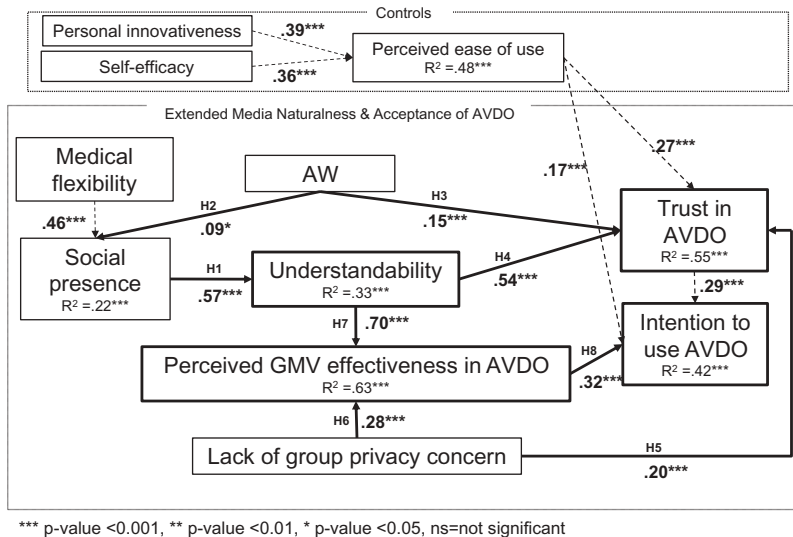 Controls
Personal innovativeness
.39***
Self-efficacy
.36***
Perceived ease of use
R² =.48***
Extended Media Naturalness & Acceptance of AVDO
Medical
flexibility
AW
.27***
.17***
H2
H3
.46***
.09*
.15***
Trust in
AVDO
R² =.55***
Social
presence
R² =.22***
H1
.57***
Understandability
R² =.33***
H4
.54***
.29***
H7
.70***
Intention to
use AVDO
R² =.42***
Perceived GMV effectiveness in AVDO
R² =.63***
H8
.32***
H6
.28***
Lack of group privacy concern
H5
.20***
*** p-value <0.001, ** p-value <0.01, * p-value <0.05, ns=not significant